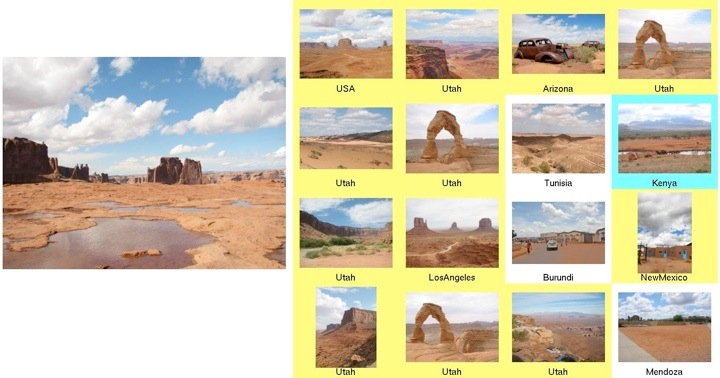 USA
Utah
Arizona
Utah
Utah
Utah
Tunisia
Kenya
Utah
LosAngeles
Burundi
NewMexico
Utah
Utah
Utah
Mendoza